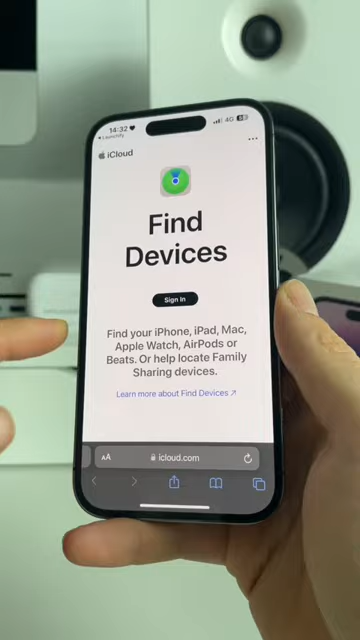 14:32
4G
Launchify
iCloud
Find
Devices
Sign In
Find your iPhone, iPad, Mac,
Apple Watch, AirPods or
Beats. Or help locate Family
Sharing devices.
Learn more about Find Devices ↗
AA icloud.com